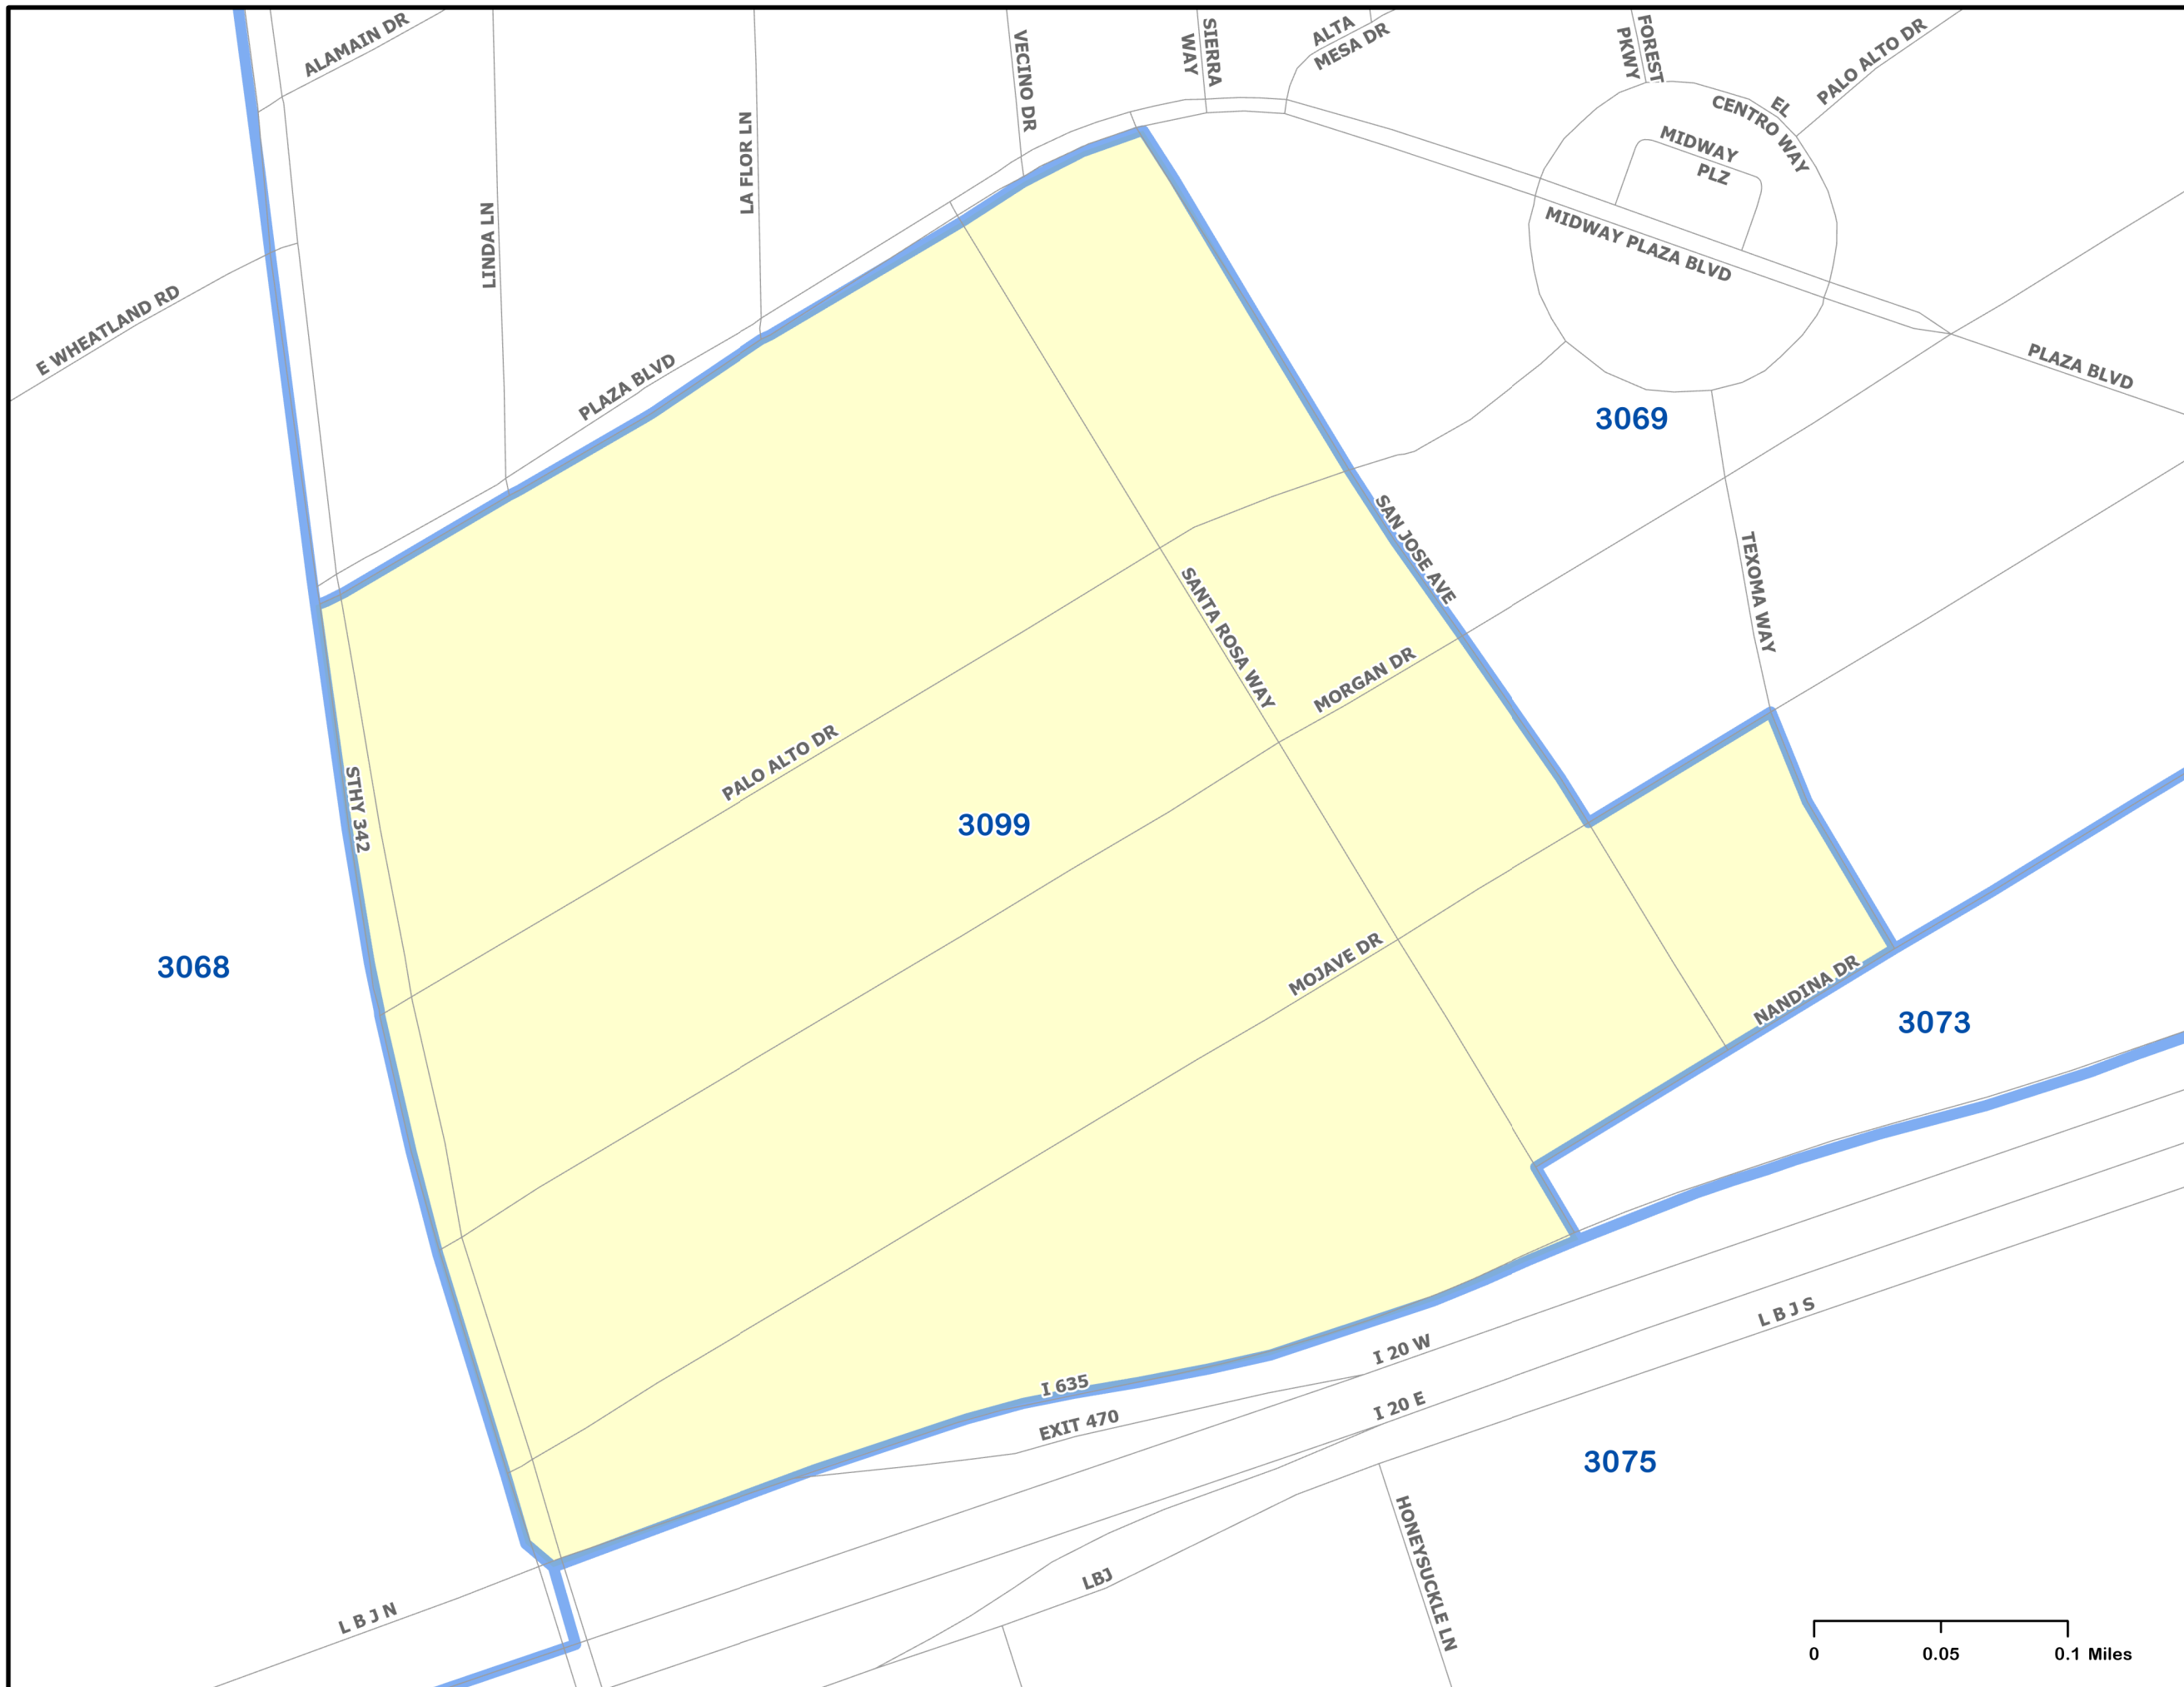 ALAMAIN DR
VECINO DR
SIERRA
WAY
ALTA
MESA DR
FOREST
PKWY
PALO ALTO DR
EL
CENTRO WAY
MIDWAY
PLZ
LA FLOR LN
LINDA LN
MIDWAY PLAZA BLVD
E WHEATLAND RD
PLAZA BLVD
PLAZA BLVD
3069
SAN JOSE AVE
TEXOMA WAY
SANTA ROSA WAY
MORGAN DR
PALO ALTO DR
STHY 342
3099
3068
MOJAVE DR
NANDINA DR
3073
L B J S
I 20 W
I 635
I 20 E
EXIT 470
3075
HONEYSUCKLE LN
LBJ
L B J N
0
0.05
0.1 Miles